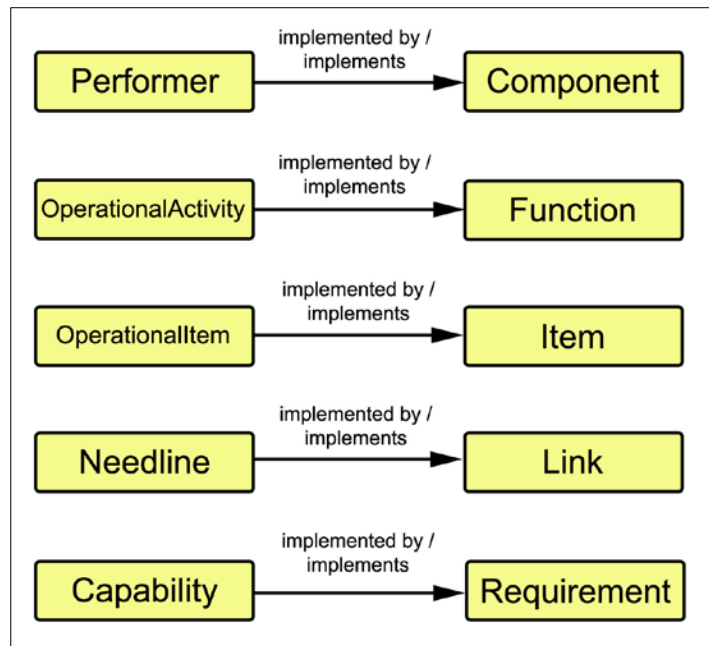 implemented by /
implements
Performer
Component
implemented by /
implements
OperationalActivity
Function
implemented by /
implements
OperationalItem
Item
implemented by /
implements
Needline
Link
implemented by /
implements
Capability
Requirement